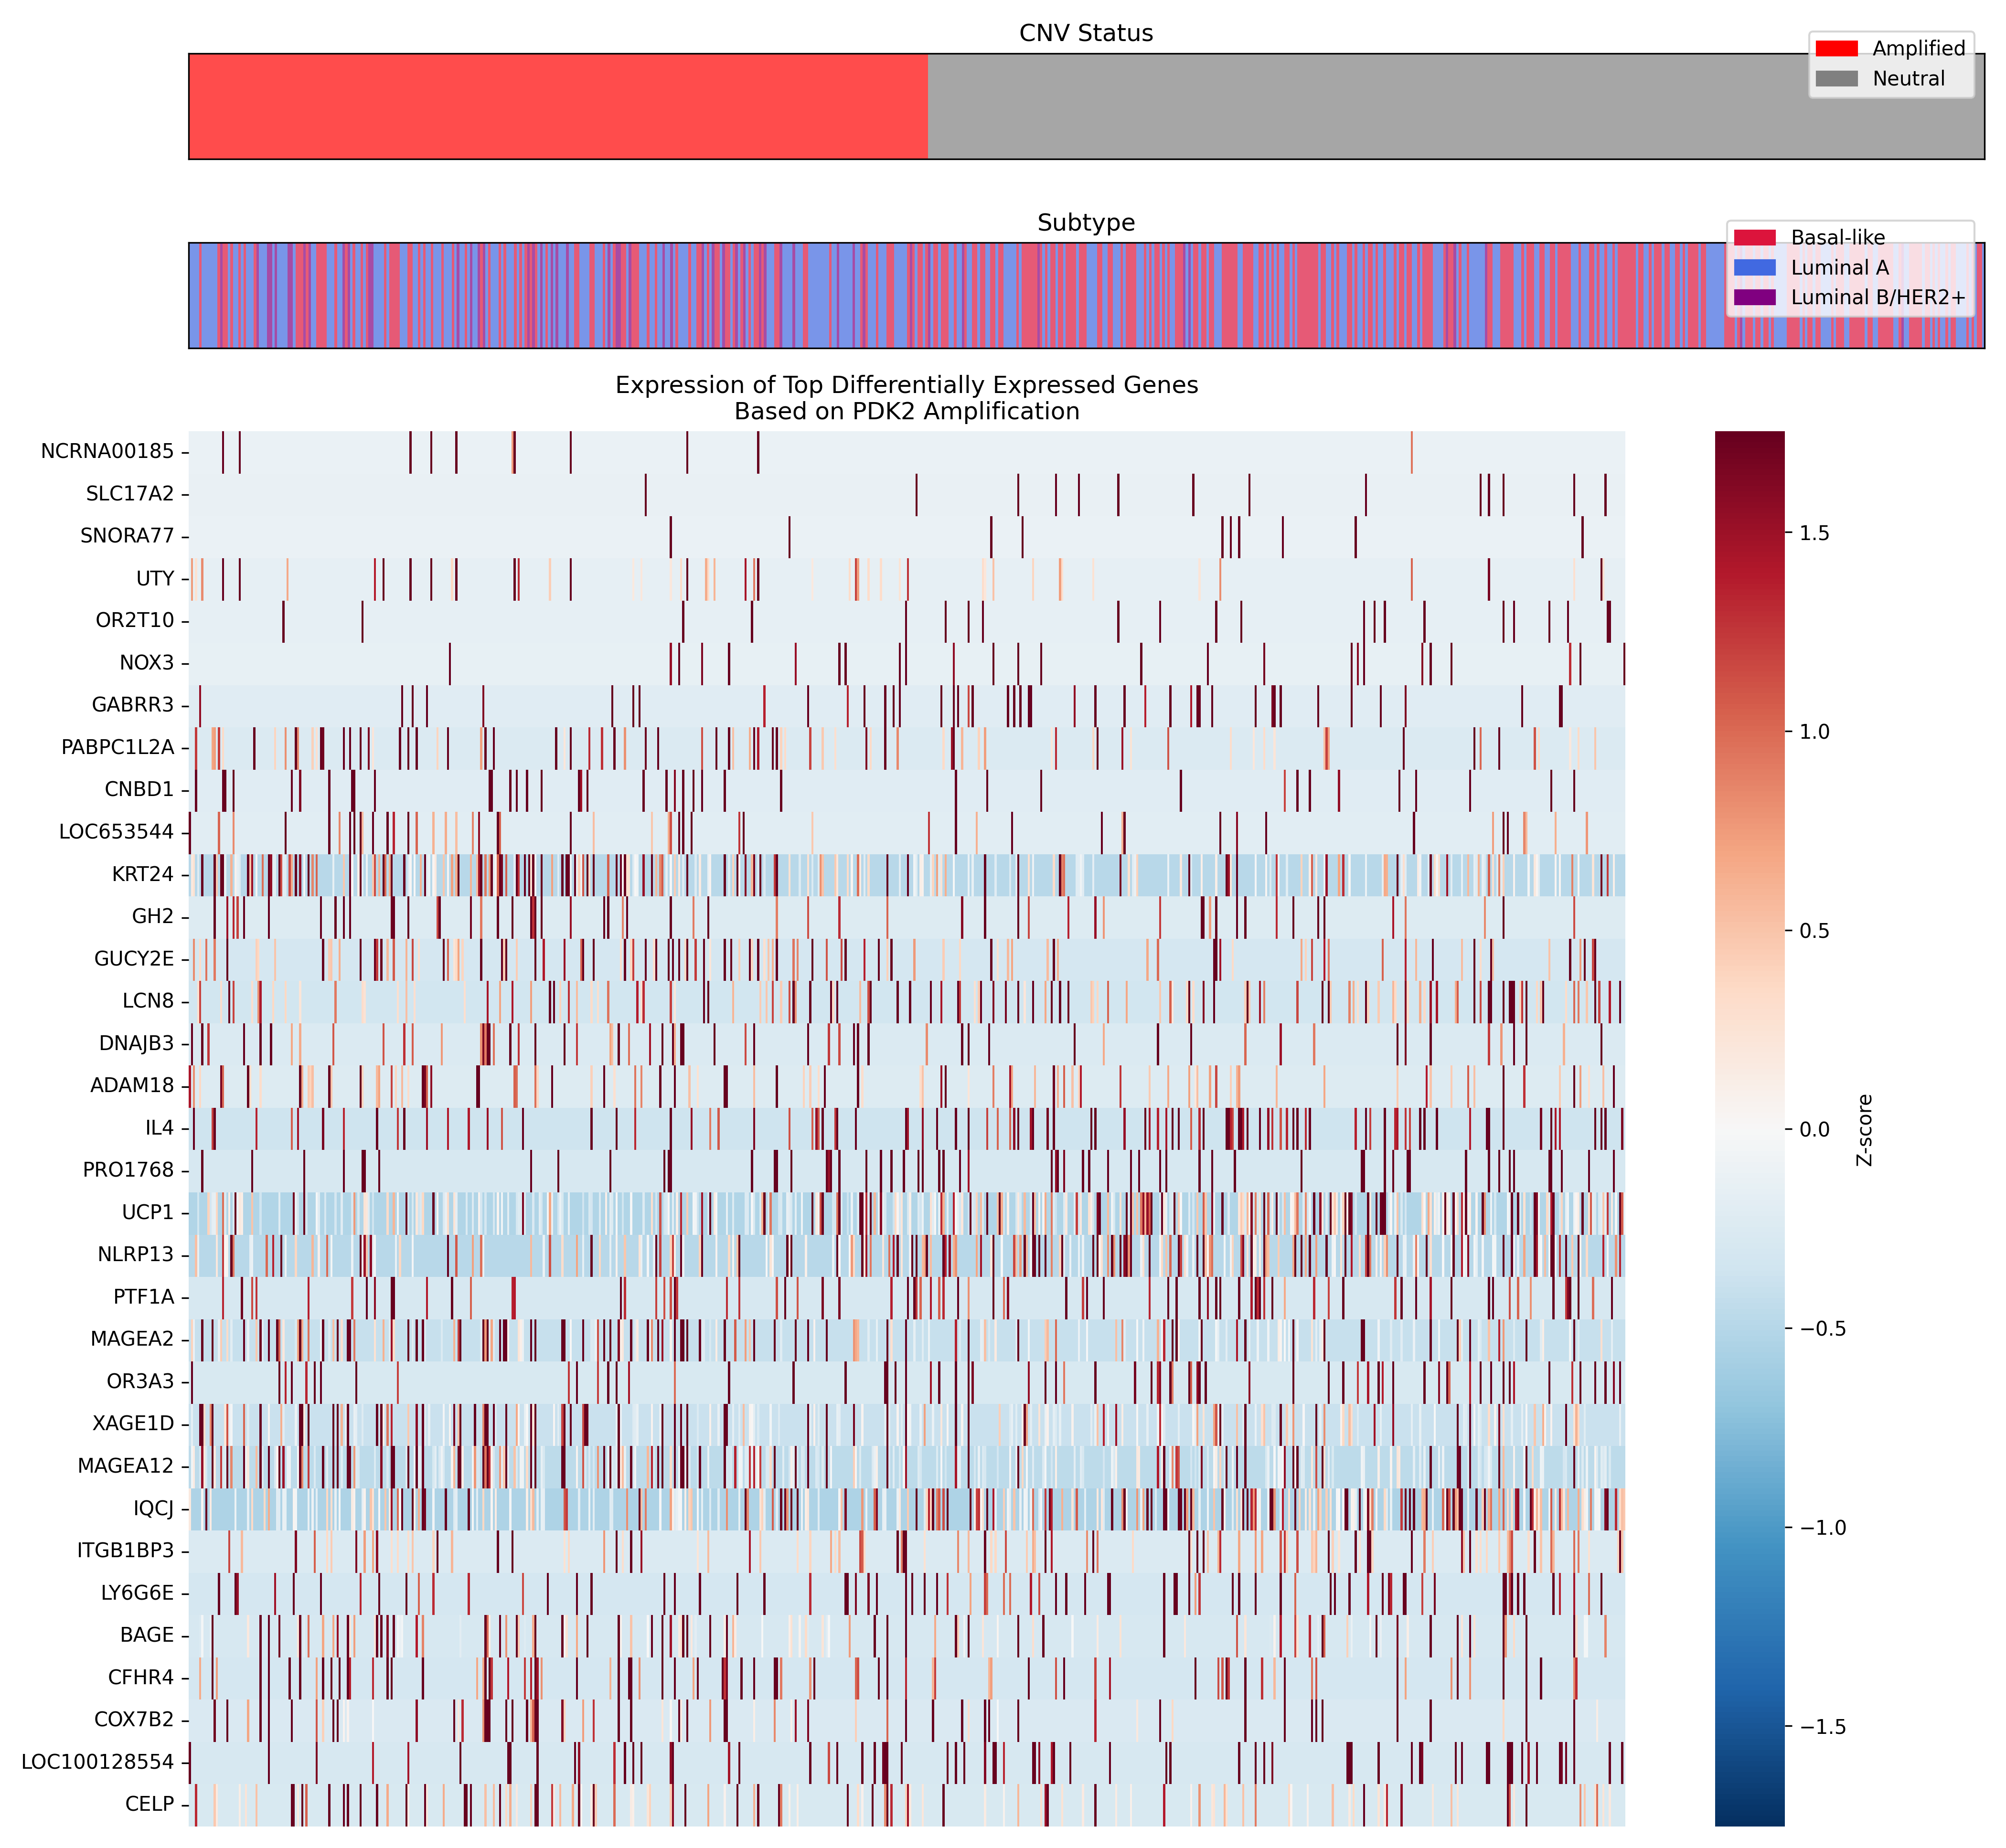 CNV Status
Amplified
Neutral
Subtype
Basal-like
Luminal A
Luminal B/HER2+
Expression of Top Differentially Expressed Genes
Based on PDK2 Amplification
NCRNA00185
SLC17A2
SNORA77
UTY
OR2T10
NOX3
GABRR3
PABPC1L2A
CNBD1
LOC653544
KRT24
GH2
GUCY2E
LCN8
DNAJB3
ADAM18
IL4
PRO1768
UCP1
NLRP13
PTF1A
MAGEA2
OR3A3
XAGE1D
MAGEA12
IQCJ
ITGB1BP3
LY6G6E
BAGE
CFHR4
COX7B2
LOC100128554
CELP
1.5
1.0
0.5
0.0
−0.5
−1.0
−1.5
Z-score